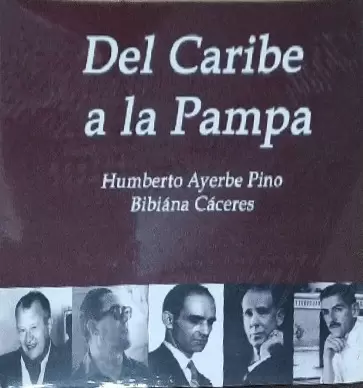 Del Caribe
a la Pampa
Humberto Ayerbe Pino
Bibiána Cáceres